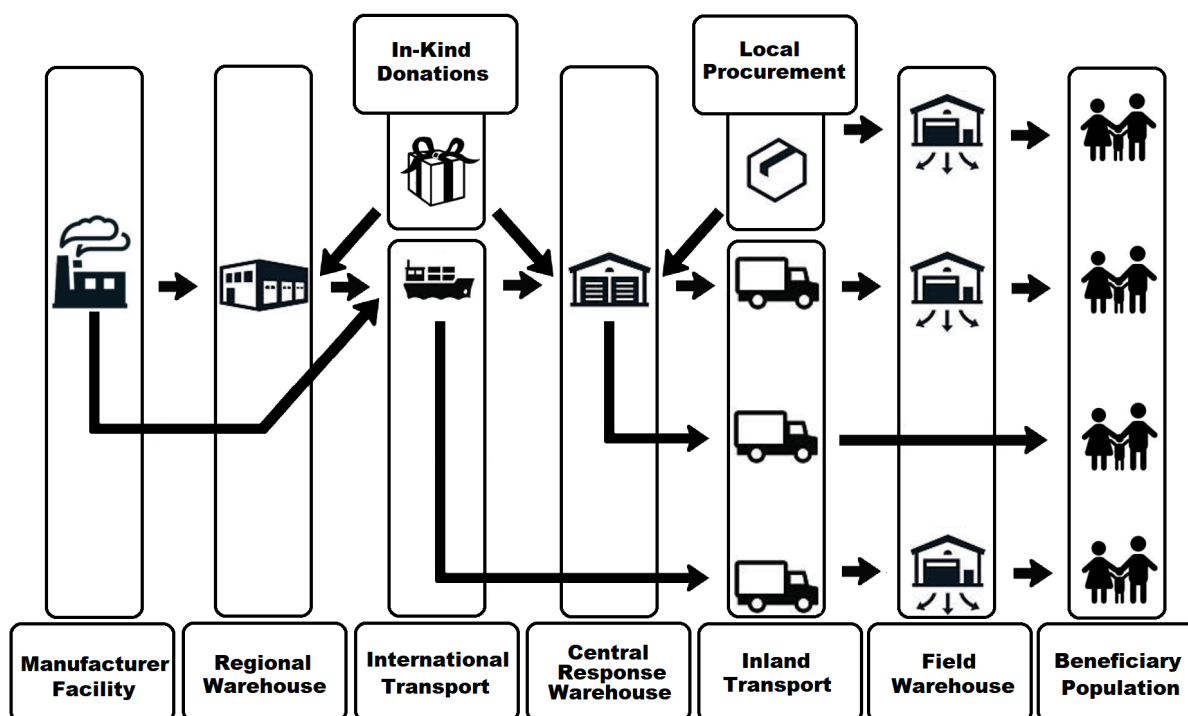 In-Kind
Donations
Local
Procurement
Manufacturer
Facility
Regional
Warehouse
International
Transport
Central
Response
Warehouse
Inland
Transport
Field
Warehouse
Beneficiary
Population